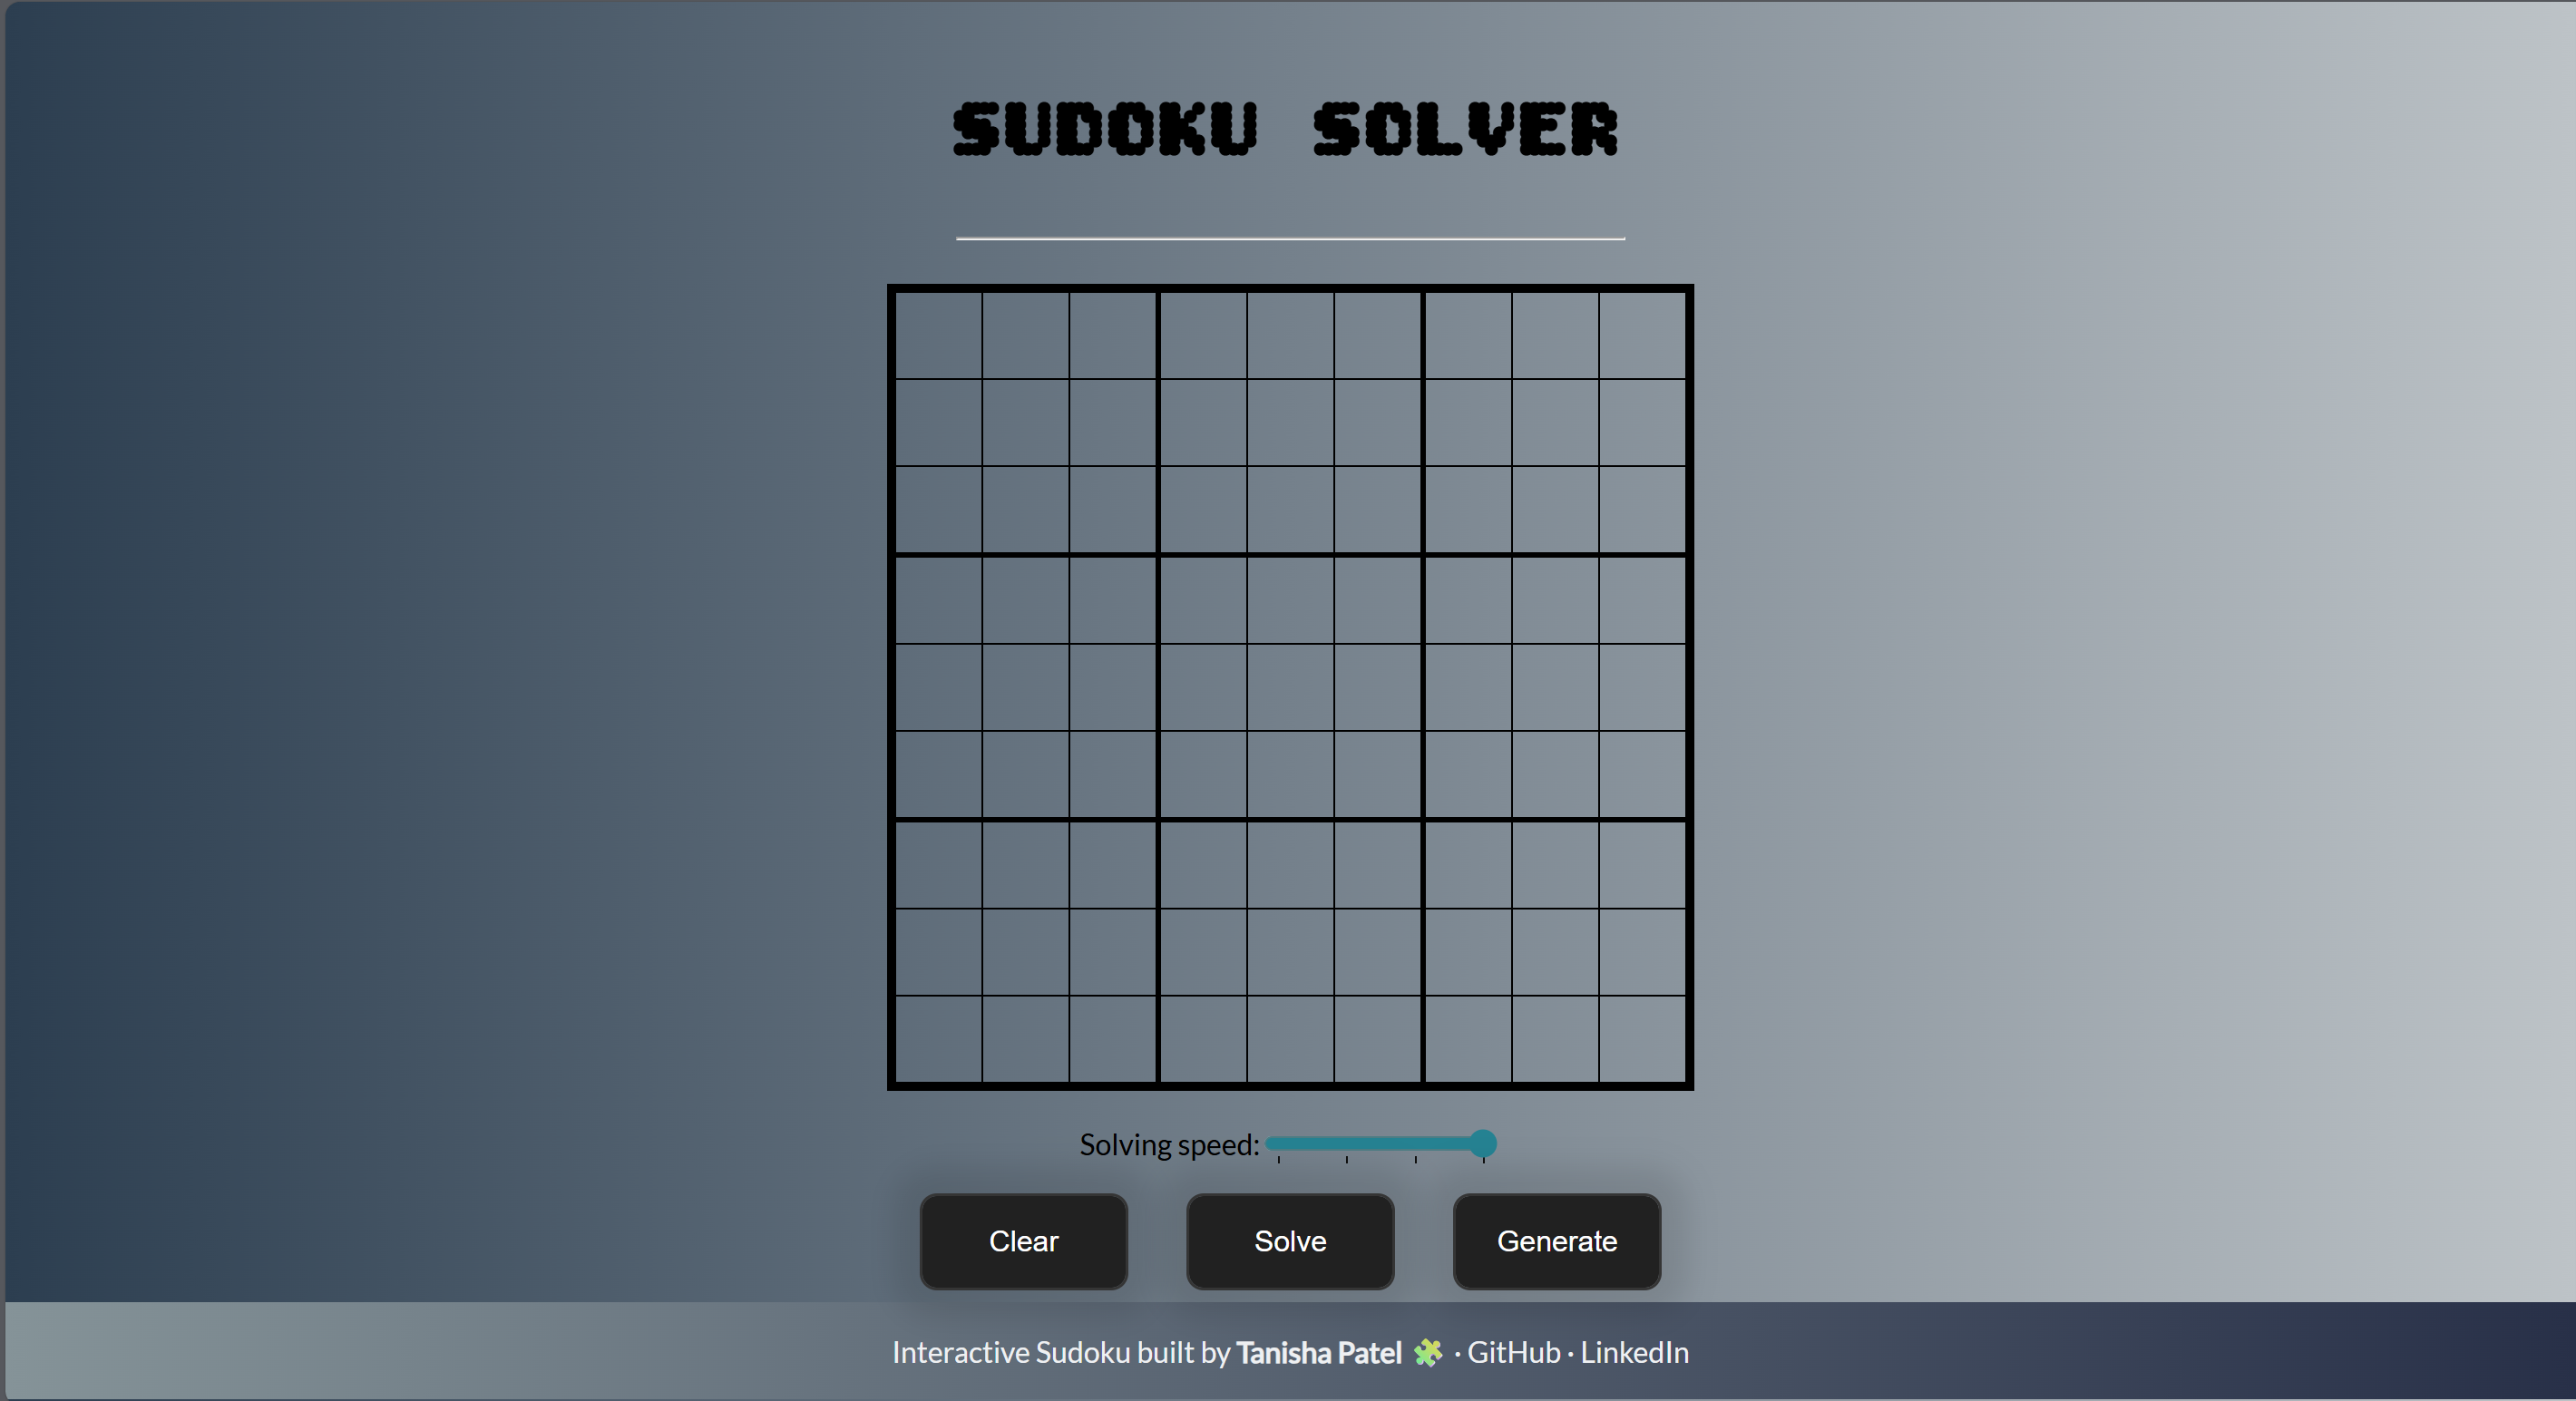 SUDOKU SOLVER
Solving speed:
Clear
Solve
Generate
Interactive Sudoku built by Tanisha Patel 🧩 · GitHub · LinkedIn